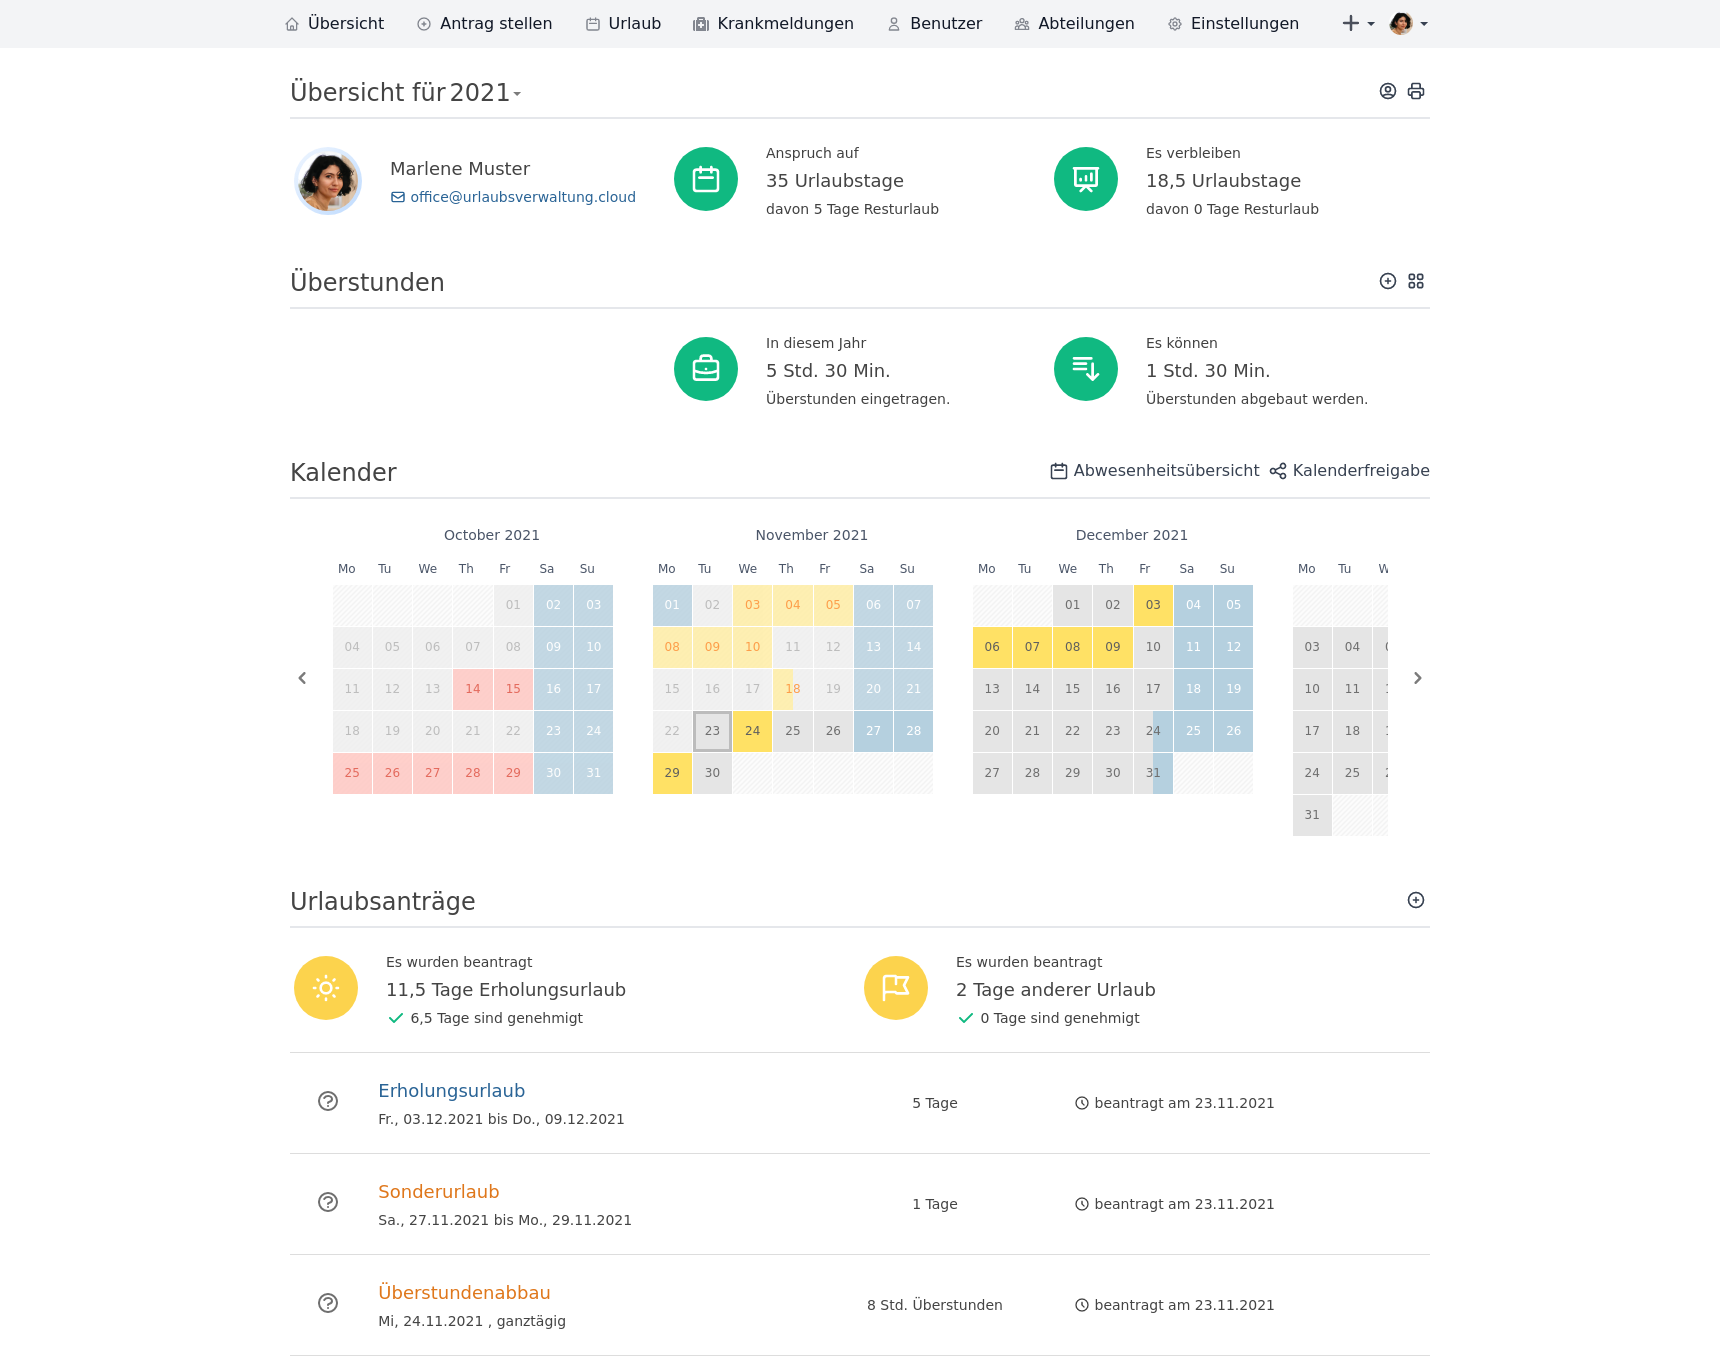 Übersicht Antrag stellen Urlaub Krankmeldungen Benutzer Abteilungen Einstellungen
Übersicht für 2021
Marlene Muster
office@urlaubsverwaltung.cloud
Anspruch auf
35 Urlaubstage
davon 5 Tage Resturlaub
Es verbleiben
18,5 Urlaubstage
davon 0 Tage Resturlaub
Überstunden
In diesem Jahr
5 Std. 30 Min.
Überstunden eingetragen.
Es können
1 Std. 30 Min.
Überstunden abgebaut werden.
Kalender
Abwesenheitsübersicht Kalenderfreigabe
October 2021
Mo Tu We Th Fr Sa Su
01 02 03
04 05 06 07 08 09 10
11 12 13 14 15 16 17
18 19 20 21 22 23 24
25 26 27 28 29 30 31
November 2021
Mo Tu We Th Fr Sa Su
01 02 03 04 05 06 07
08 09 10 11 12 13 14
15 16 17 18 19 20 21
22 23 24 25 26 27 28
29 30
December 2021
Mo Tu We Th Fr Sa Su
01 02 03 04 05
06 07 08 09 10 11 12
13 14 15 16 17 18 19
20 21 22 23 24 25 26
27 28 29 30 31
Mo Tu
03 04
10 11
17 18
24 25
31
Urlaubsanträge
Es wurden beantragt
11,5 Tage Erholungsurlaub
6,5 Tage sind genehmigt
Es wurden beantragt
2 Tage anderer Urlaub
0 Tage sind genehmigt
Erholungsurlaub
Fr., 03.12.2021 bis Do., 09.12.2021
5 Tage
beantragt am 23.11.2021
Sonderurlaub
Sa., 27.11.2021 bis Mo., 29.11.2021
1 Tage
beantragt am 23.11.2021
Überstundenabbau
Mi, 24.11.2021 , ganztägig
8 Std. Überstunden
beantragt am 23.11.2021